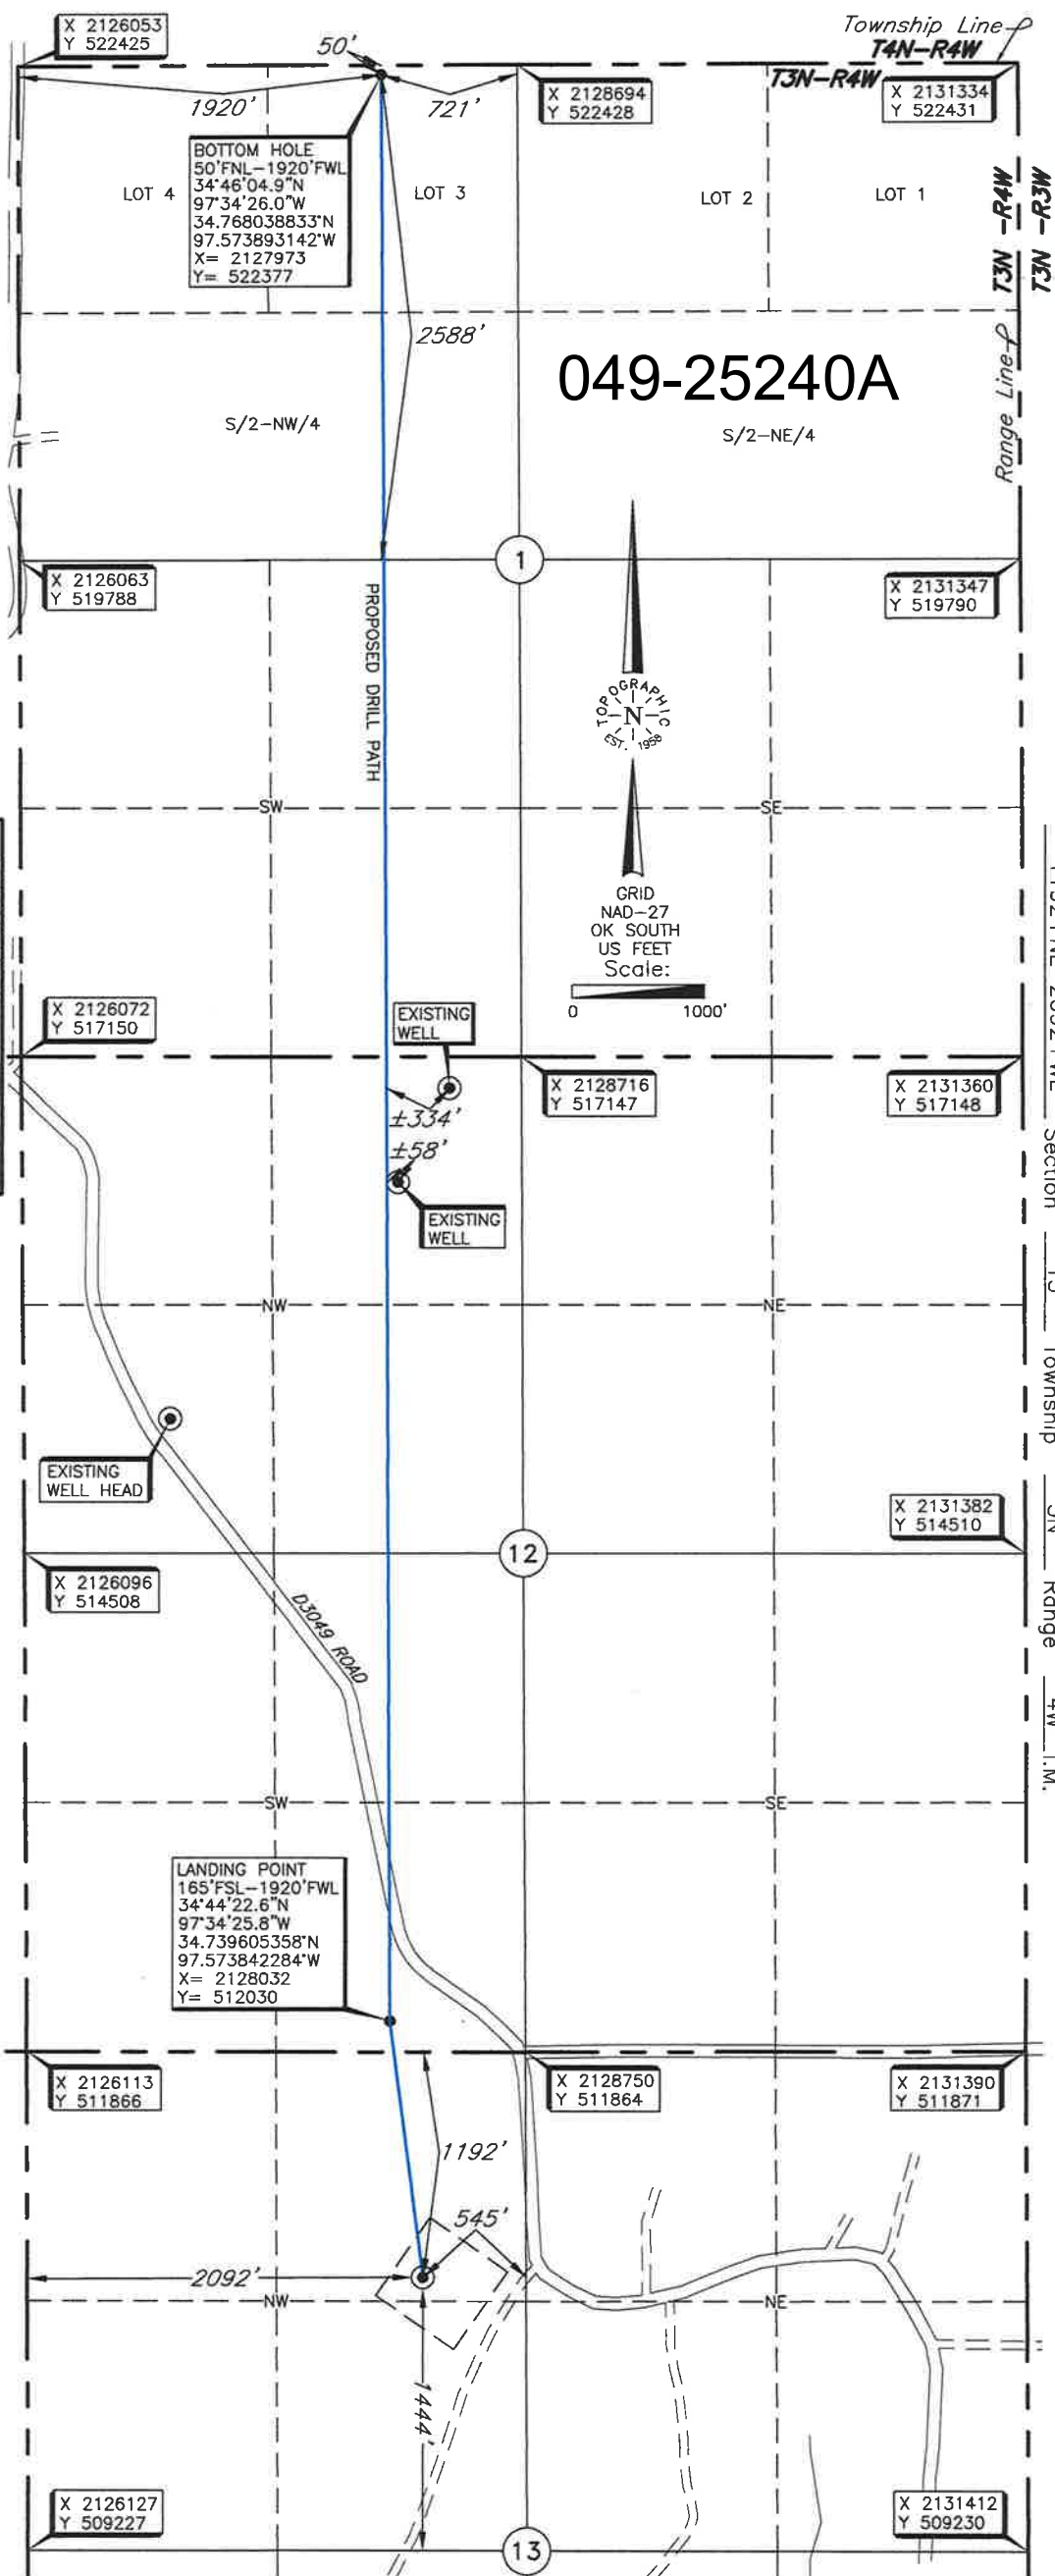 Township Line
T4N-R4W
T3N-R4W
X 2126053
Y 522425
50'
1920'
721'
X 2128694
Y 522428
X 2131334
Y 522431
BOTTOM HOLE
50'FNL-1920'FWL
34°46'04.9"N
97°34'26.0"W
34.768038833°N
97.573893142°W
X= 2127973
Y= 522377
LOT 4
LOT 3
LOT 2
LOT 1
T3N -R4W
T3N -R3W
2588'
Range Line
049-25240A
S/2-NW/4
S/2-NE/4
1
X 2126063
Y 519788
X 2131347
Y 519790
PROPOSED DRILL PATH
TOPOGRAPHIC
N
EST. 1958
SW
SE
GRID
NAD-27
OK SOUTH
US FEET
Scale:
0 1000'
X 2126072
Y 517150
EXISTING
WELL
X 2128716
Y 517147
X 2131360
Y 517148
±334'
±58'
EXISTING
WELL
Section
Township
Range
NW
NE
EXISTING
WELL HEAD
X 2131382
Y 514510
12
X 2126096
Y 514508
D3049 ROAD
SW
SE
LANDING POINT
165'FSL-1920'FWL
34°44'22.6"N
97°34'25.8"W
34.739605358°N
97.573842284°W
X= 2128032
Y= 512030
X 2126113
Y 511866
X 2128750
Y 511864
X 2131390
Y 511871
1192'
545'
2092'
NW
NE
1444'
X 2126127
Y 509227
X 2131412
Y 509230
13